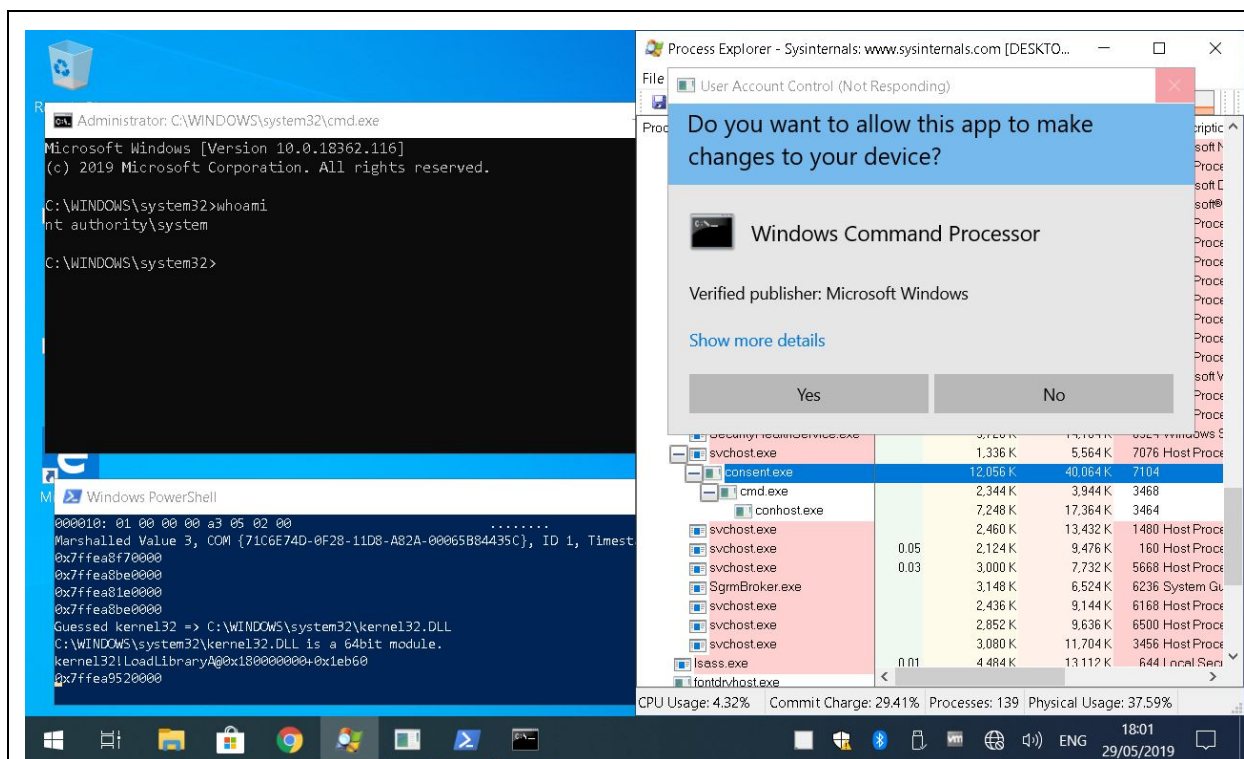 Administrator: C:\WINDOWS\system32\cmd.exe
Microsoft Windows [Version 10.0.18362.116]
(c) 2019 Microsoft Corporation. All rights reserved.
C:\WINDOWS\system32>whoami
nt authority\system
C:\WINDOWS\system32>
Windows PowerShell
000010: 01 00 00 00 a3 05 02 00 ........
Marshalled Value 3, COM {71C6E74D-0F28-11D8-A82A-00065B84435C}, ID 1, Timest
0x7ffea8f70000
0x7ffea8be0000
0x7ffea81e0000
0x7ffea8be0000
Guessed kernel32 => C:\WINDOWS\system32\kernel32.DLL
C:\WINDOWS\system32\kernel32.DLL is a 64bit module.
kernel32!LoadLibraryA@0x180000000+0x1eb60
0x7ffea9520000
Process Explorer - Sysinternals: www.sysinternals.com [DESKTO...
File
User Account Control (Not Responding)
Do you want to allow this app to make
changes to your device?
Windows Command Processor
Verified publisher: Microsoft Windows
Show more details
Yes No
svchost.exe 1,336 K 5,564 K 7076 Host Proce
consent.exe 12,056 K 40,064 K 7104
cmd.exe 2,344 K 3,944 K 3468
conhost.exe 7,248 K 17,364 K 3464
svchost.exe 2,460 K 13,432 K 1480 Host Proce
svchost.exe 0.05 2,124 K 9,476 K 160 Host Proce
svchost.exe 0.03 3,000 K 7,732 K 5668 Host Proce
SgrmBroker.exe 3,148 K 6,524 K 6236 System Gu
svchost.exe 2,436 K 9,144 K 6168 Host Proce
svchost.exe 2,852 K 9,636 K 6500 Host Proce
svchost.exe 3,080 K 11,704 K 3456 Host Proce
lsass.exe 0.01 4,484 K 13,112 K 644 Local Secu
fontdrvhost.exe
CPU Usage: 4.32% Commit Charge: 29.41% Processes: 139 Physical Usage: 37.59%
ENG
18:01
29/05/2019